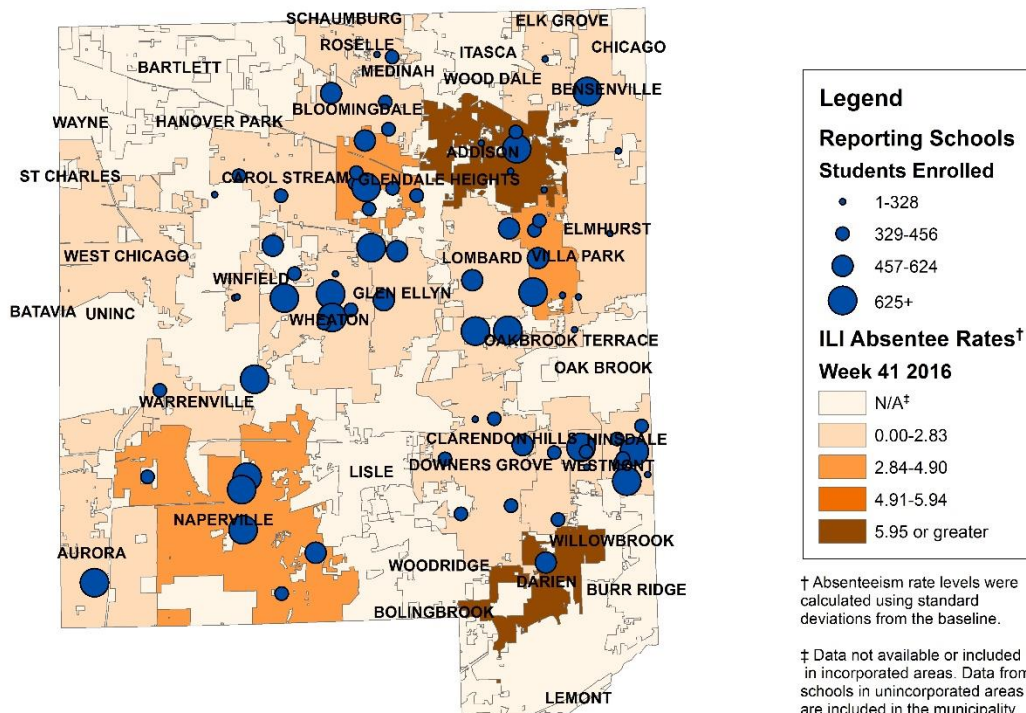 SCHAUMBURG
ELK GROVE
ROSELLE
ITASCA
CHICAGO
BARTLETT
MEDINAH
WOOD DALE
BENSENVILLE
BLOOMINGDALE
WAYNE
HANOVER PARK
ADDISON
ST CHARLES
CAROL STREAM
GLENDALE HEIGHTS
ELMHURST
WEST CHICAGO
LOMBARD
VILLA PARK
WINFIELD
GLEN ELLYN
BATAVIA
UNINC
WHEATON
OAKBROOK TERRACE
OAK BROOK
WARRENVILLE
CLARENDON HILLS
HINSDALE
LISLE
DOWNERS GROVE
WESTMONT
NAPERVILLE
WILLOWBROOK
AURORA
WOODRIDGE
DARIEN
BURR RIDGE
BOLINGBROOK
LEMONT
Legend
Reporting Schools
Students Enrolled
1-328
329-456
457-624
625+
ILI Absentee Rates†
Week 41 2016
N/A‡
0.00-2.83
2.84-4.90
4.91-5.94
5.95 or greater
† Absenteeism rate levels were
calculated using standard
deviations from the baseline.
‡ Data not available or included
in incorporated areas. Data from
schools in unincorporated areas
are included in the municipality